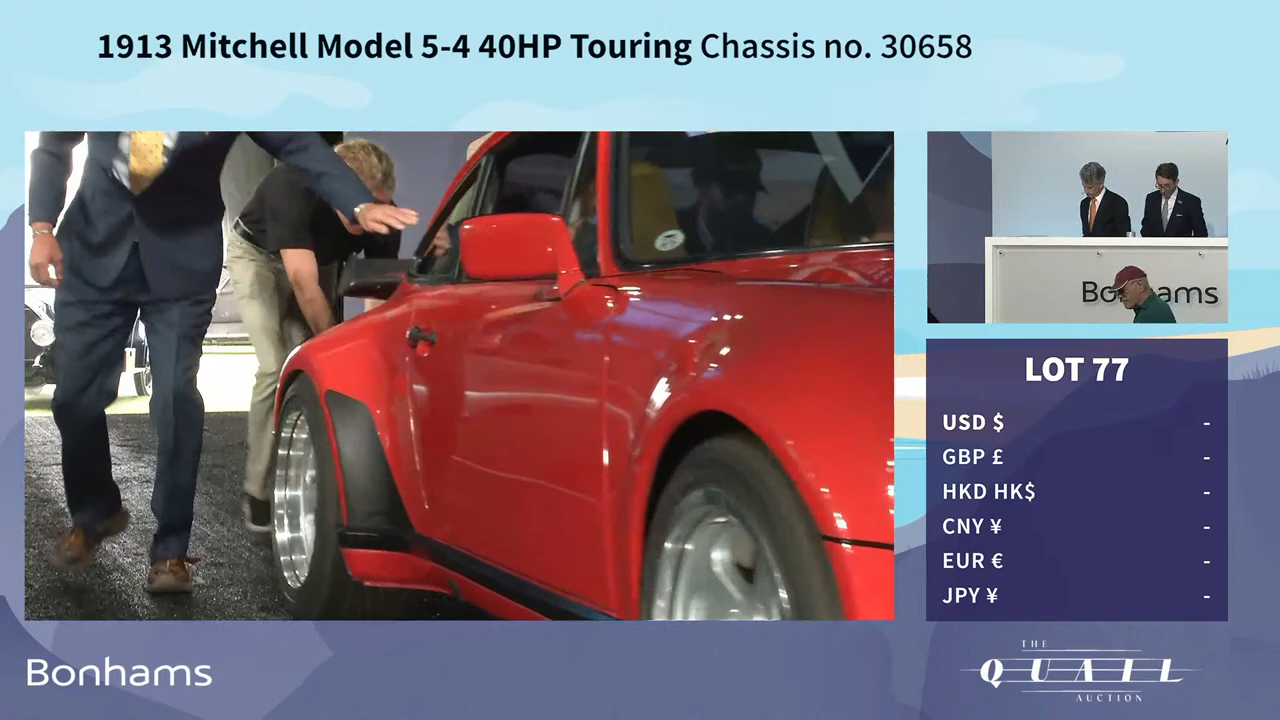 1913 Mitchell Model 5-4 40HP Touring Chassis no. 30658
Bonhams
LOT 77
USD $ -
GBP £ -
HKD HK$ -
CNY ¥ -
EUR € -
JPY ¥ -
Bonhams
THE
QUAIL
AUCTION